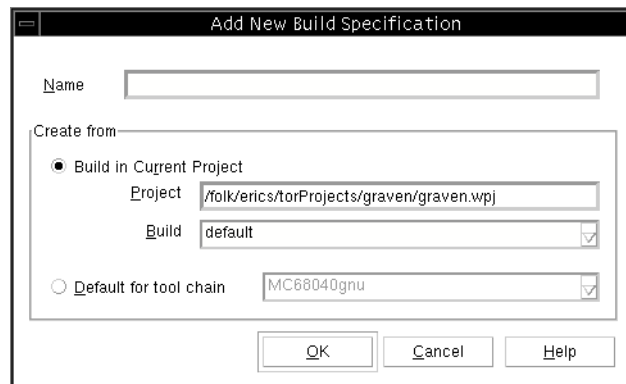 Add New Build Specification
Name
Create from
Build in Current Project
Project /folk/erics/torProjects/graven/graven.wpj
Build default
Default for tool chain MC68040gnu
OK Cancel Help